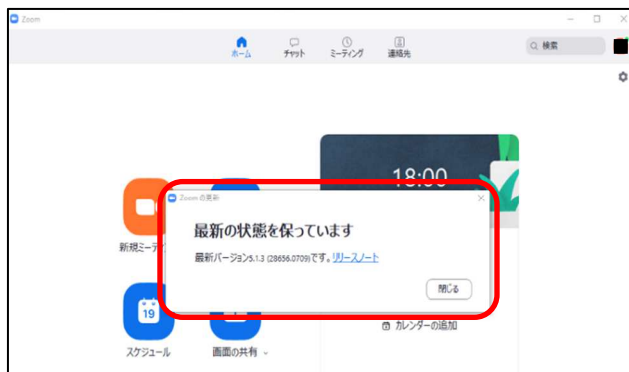 Zoom
ホーム
チャット
ミーティング
連絡先
検索
18:00
Zoom の更新
最新の状態を保っています
最新バージョン5.1.3 (28656.0709)です。リリースノート
閉じる
新規ミーテ
19
スケジュール
画面の共有
カレンダーの追加